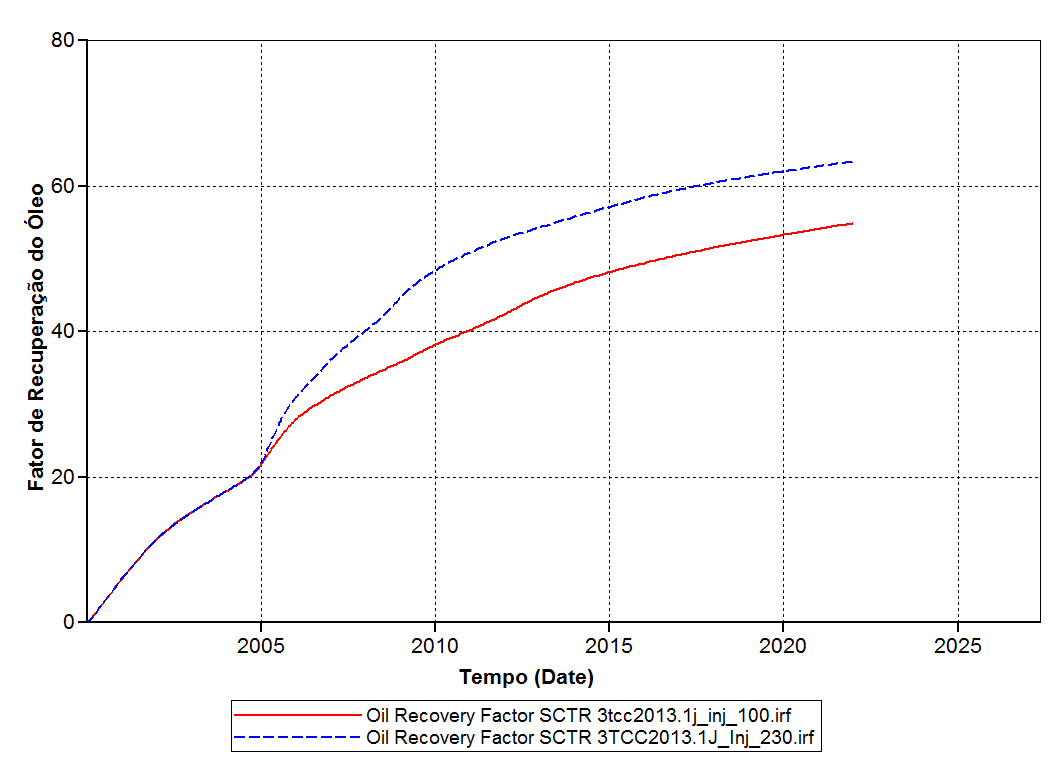 80
60
40
20
0
Fator de Recuperação do Óleo
2005 2010 2015 2020 2025
Tempo (Date)
Oil Recovery Factor SCTR 3tcc2013.1j_inj_100.irf
Oil Recovery Factor SCTR 3TCC2013.1J_Inj_230.irf